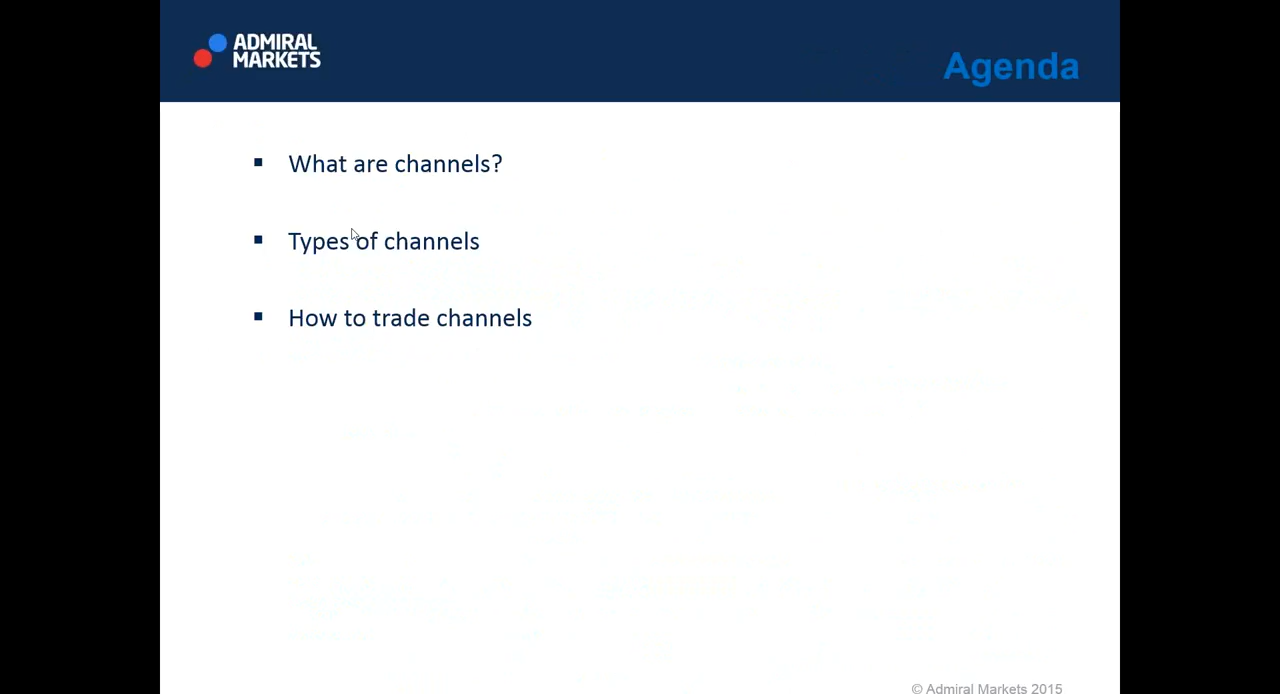 ADMIRAL
MARKETS
Agenda
▪ What are channels?
▪ Types of channels
▪ How to trade channels
© Admiral Markets 2015